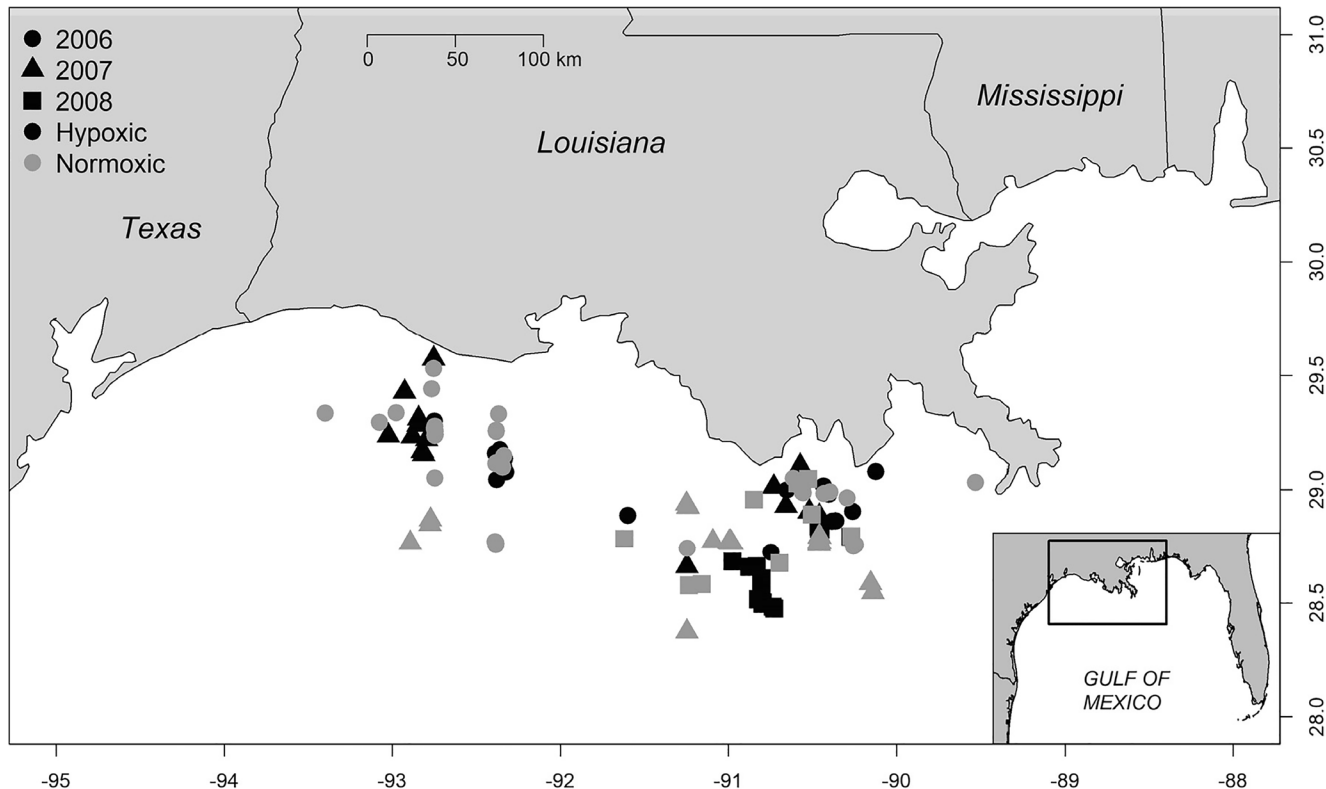 2006
2007
2008
Hypoxic
Normoxic
0 50 100 km
Texas
Louisiana
Mississippi
31.0
30.5
30.0
29.5
29.0
28.5
28.0
GULF OF
MEXICO
-95 -94 -93 -92 -91 -90 -89 -88